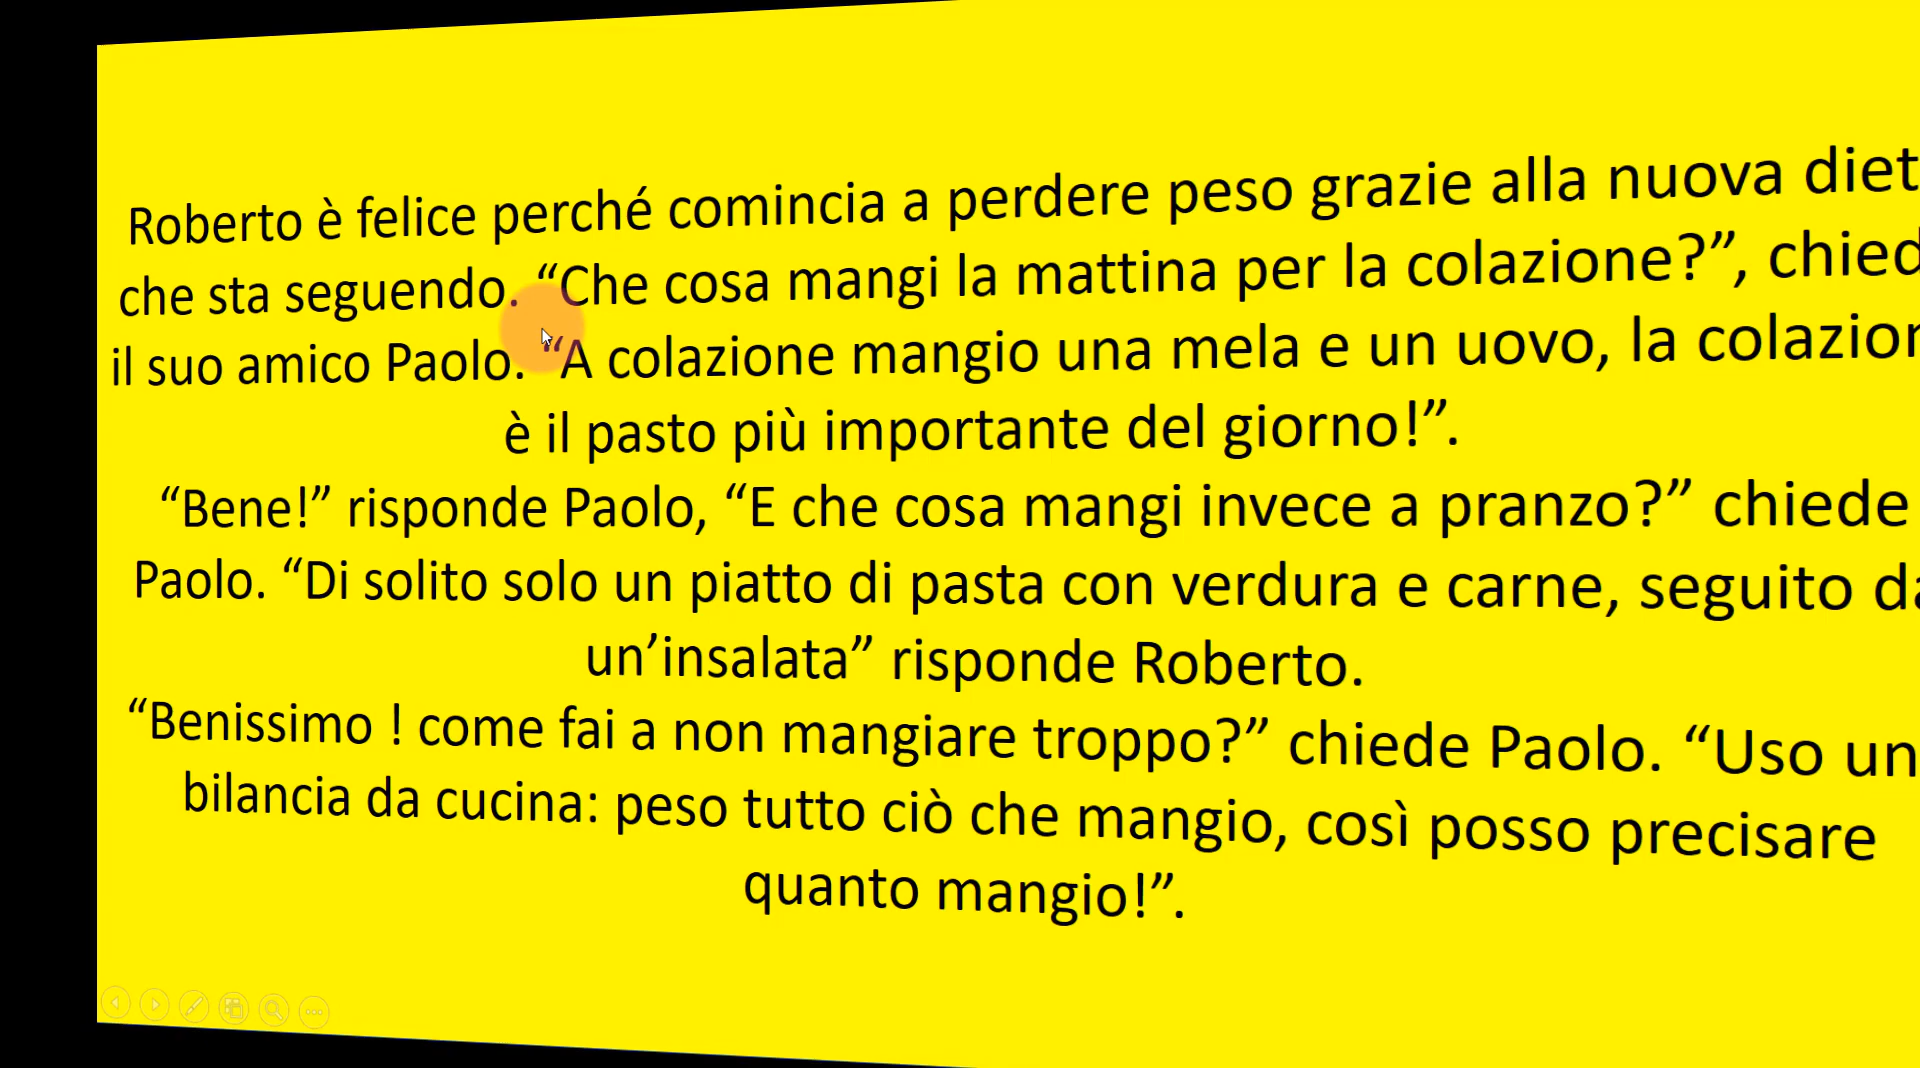 Roberto è felice perché comincia a perdere peso grazie alla nuova diet
che sta seguendo. “Che cosa mangi la mattina per la colazione?”, chied
il suo amico Paolo. “A colazione mangio una mela e un uovo, la colazion
è il pasto più importante del giorno!”.
“Bene!” risponde Paolo, “E che cosa mangi invece a pranzo?” chiede
Paolo. “Di solito solo un piatto di pasta con verdura e carne, seguito da
un’insalata” risponde Roberto.
“Benissimo ! come fai a non mangiare troppo?” chiede Paolo. “Uso un
bilancia da cucina: peso tutto ciò che mangio, così posso precisare
quanto mangio!”.